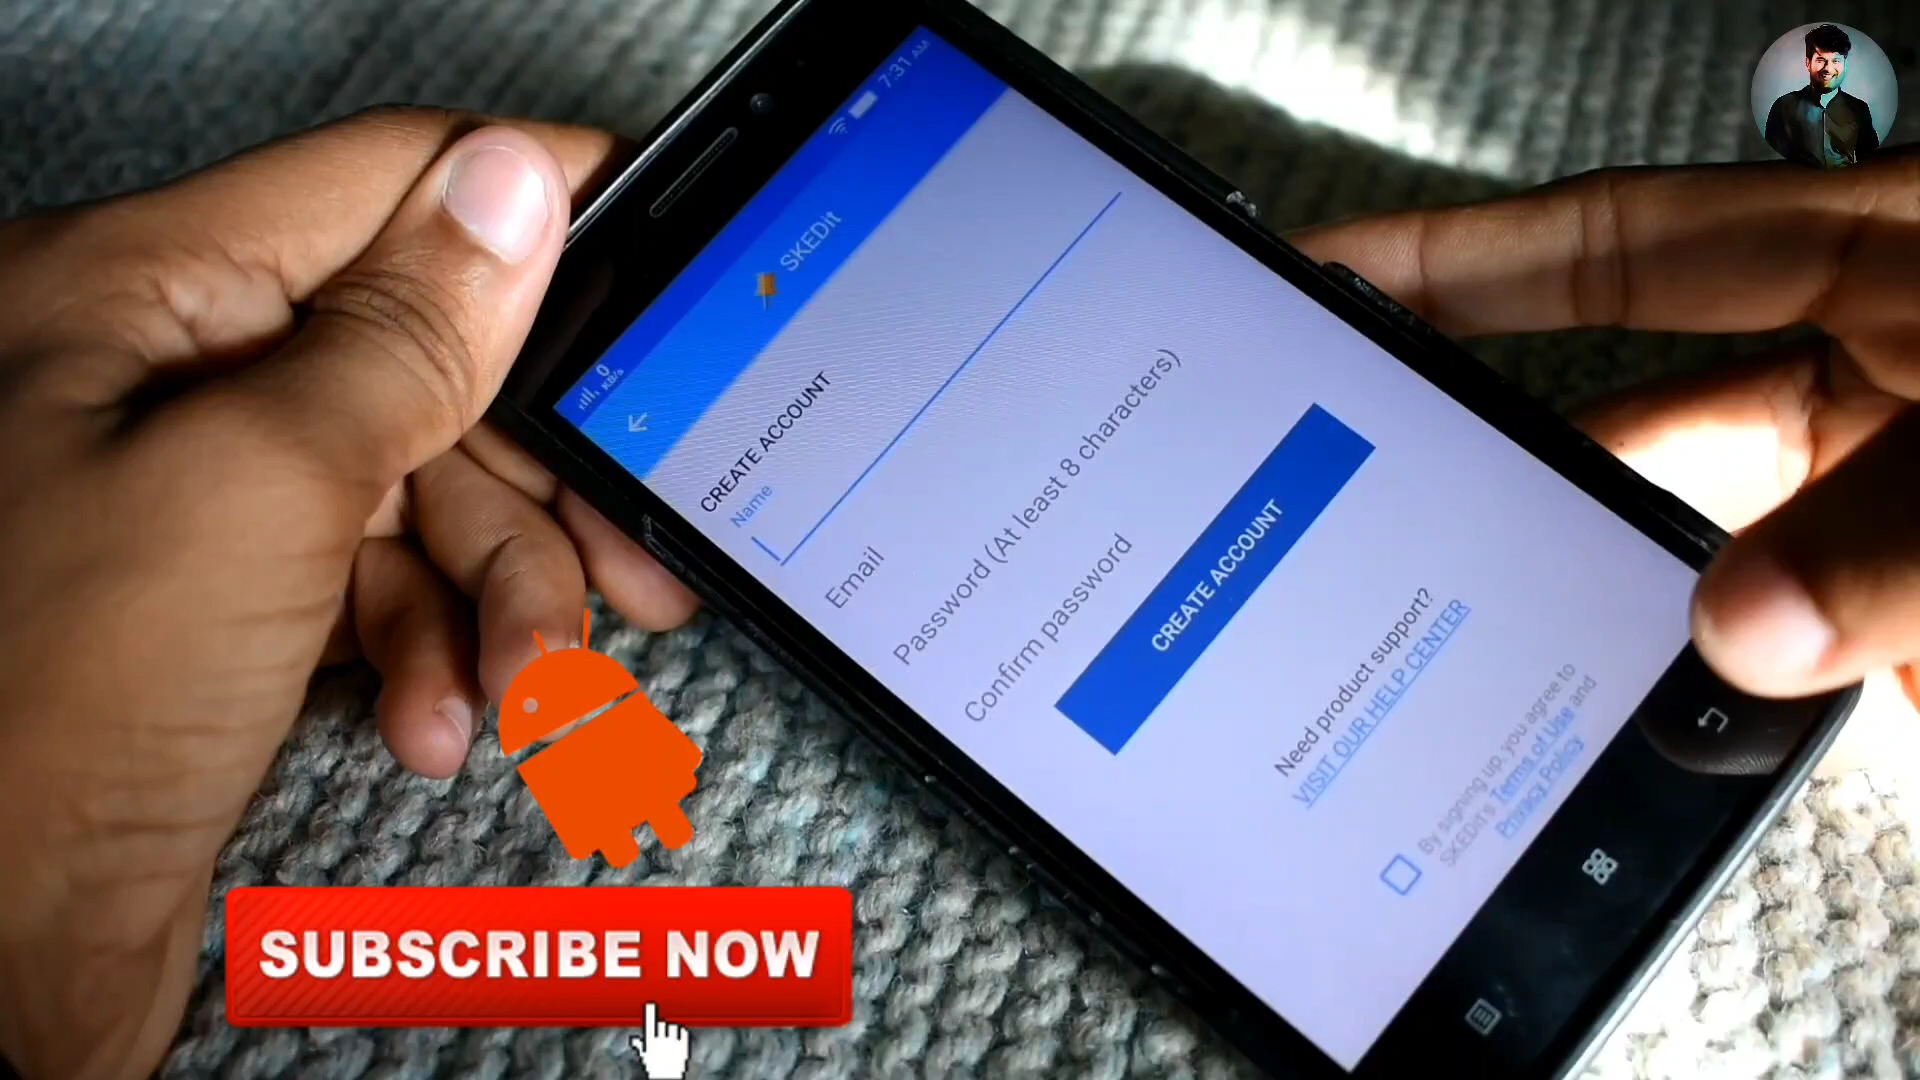 0
KB/s
7:31 AM
SKEDit
CREATE ACCOUNT
Name
Email
Password (At least 8 characters)
Confirm password
CREATE ACCOUNT
Need product support?
VISIT OUR HELP CENTER
By signing up, you agree to
SKEDit's Terms of Use and
Privacy Policy
SUBSCRIBE NOW